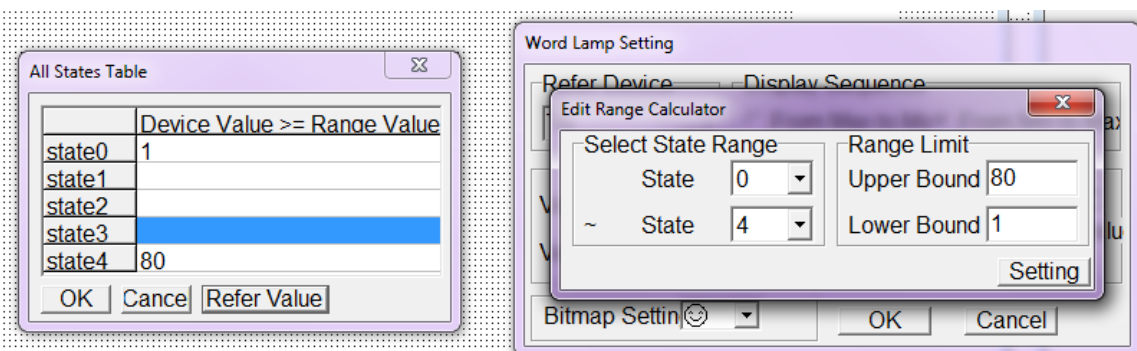 All States Table
Device Value >= Range Value
state0 1
state1
state2
state3
state4 80
OK Cancel Refer Value
Word Lamp Setting
Refer Device Display Sequence
Edit Range Calculator
Select State Range Range Limit
State 0 Upper Bound 80
~ State 4 Lower Bound 1
Setting
Bitmap Settin OK Cancel